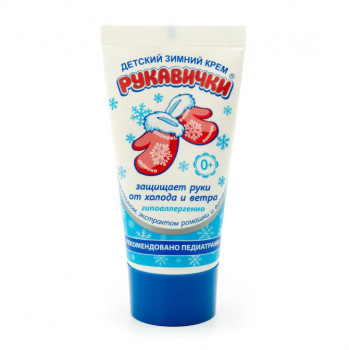 ДЕТСКИЙ ЗИМНИЙ КРЕМ
РУКАВИЧКИ®
0+
защищает руки
от холода и ветра
гипоаллергенно
экстрактом ромашки и
РЕКОМЕНДОВАНО ПЕДИАТРАМИ